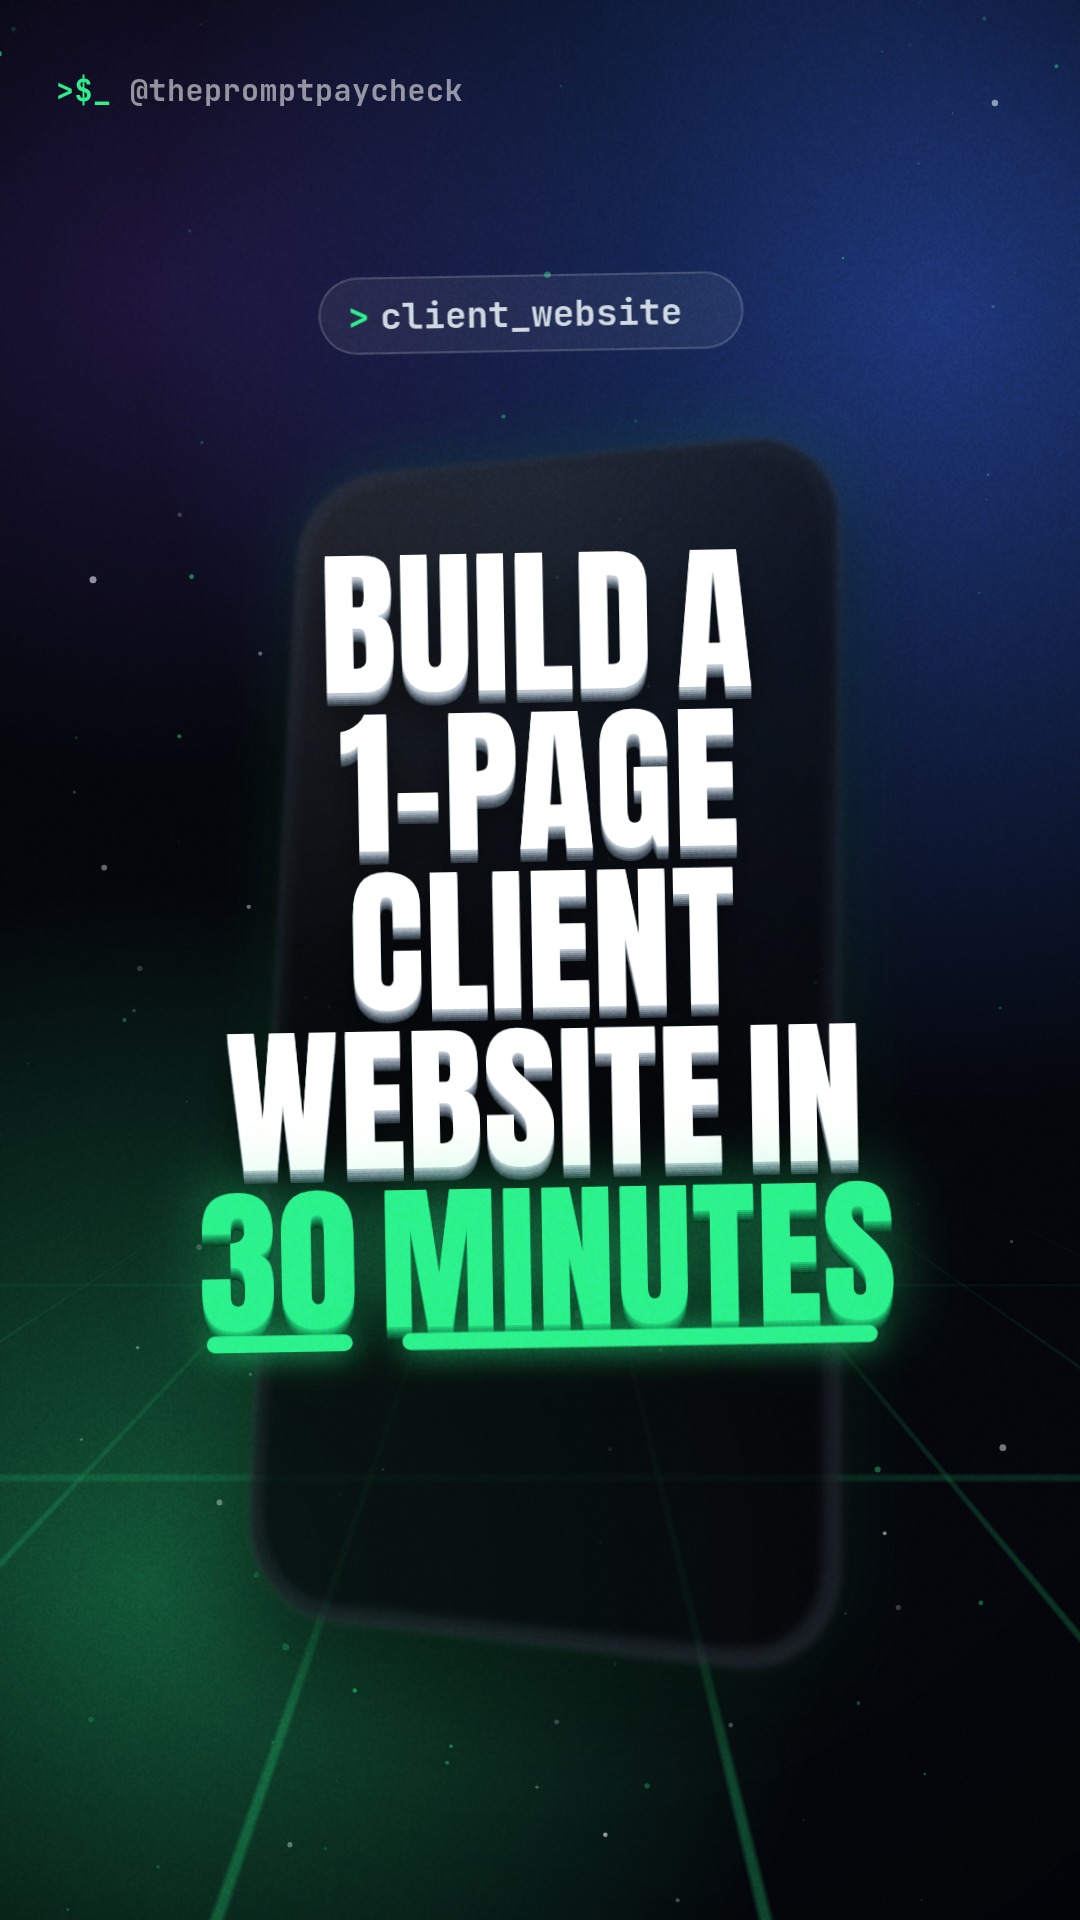 >$_ @thepromptpaycheck
> client_website
BUILD A
1-PAGE
CLIENT
WEBSITE IN
30 MINUTES